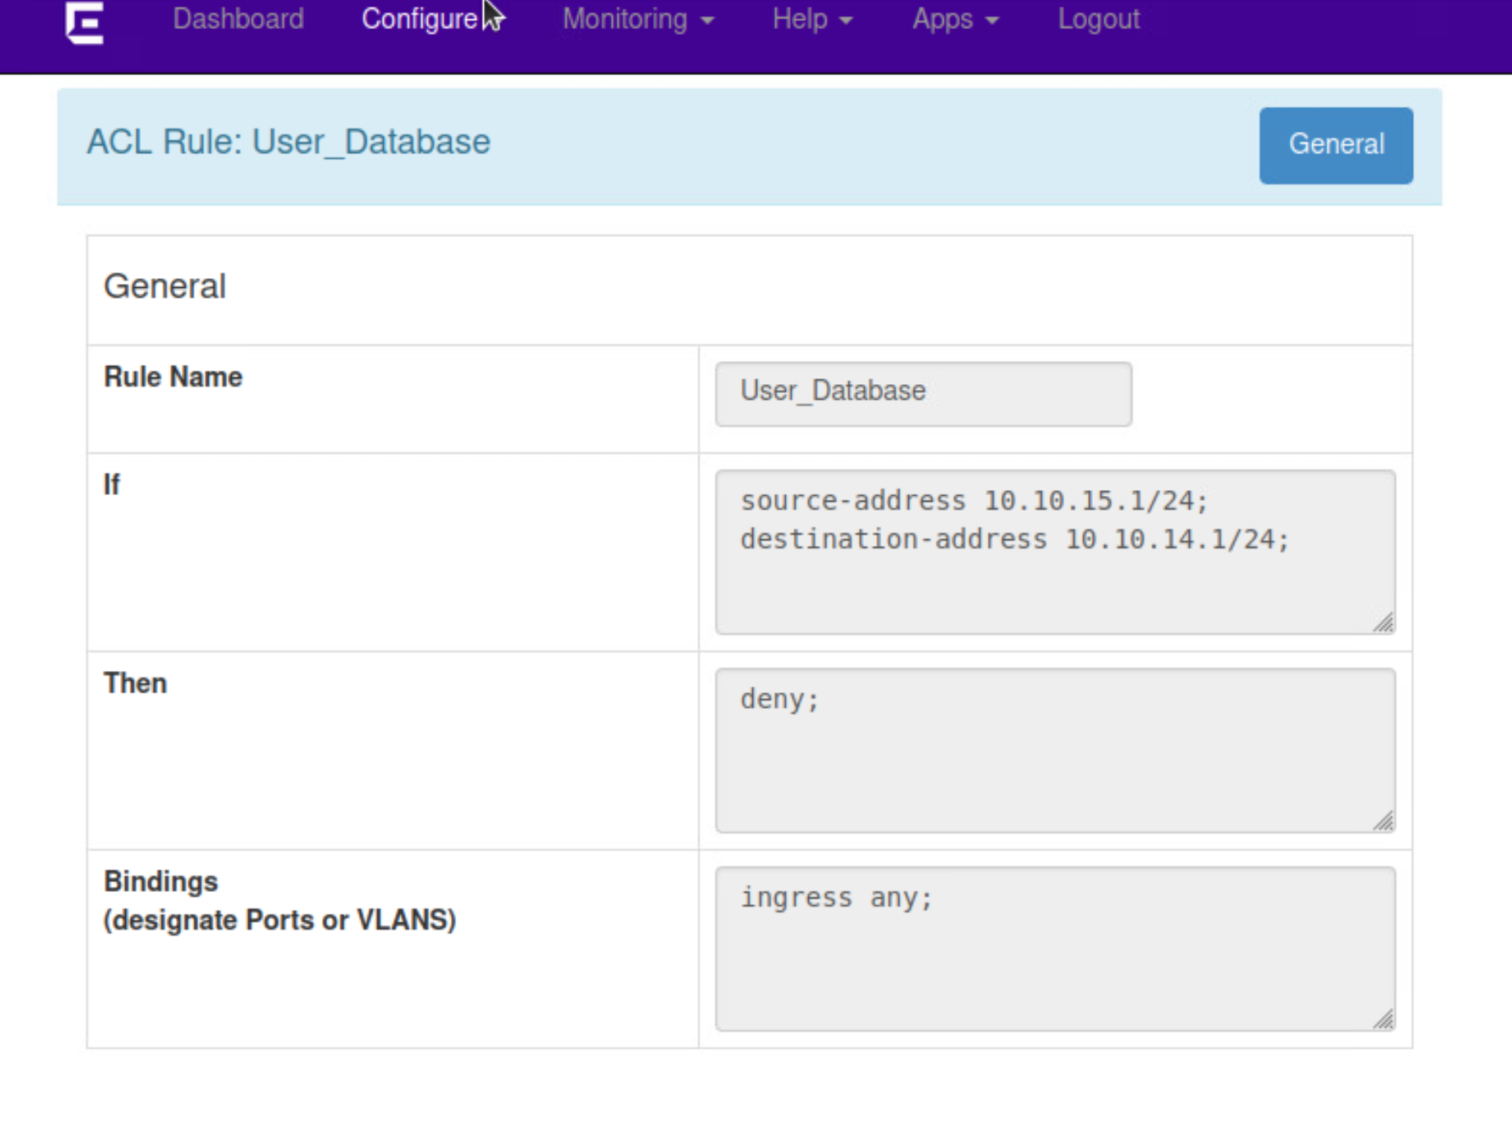 Dashboard Configure Monitoring Help Apps Logout
ACL Rule: User_Database
General
General
Rule Name
User_Database
If
source-address 10.10.15.1/24;
destination-address 10.10.14.1/24;
Then
deny;
Bindings
(designate Ports or VLANS)
ingress any;